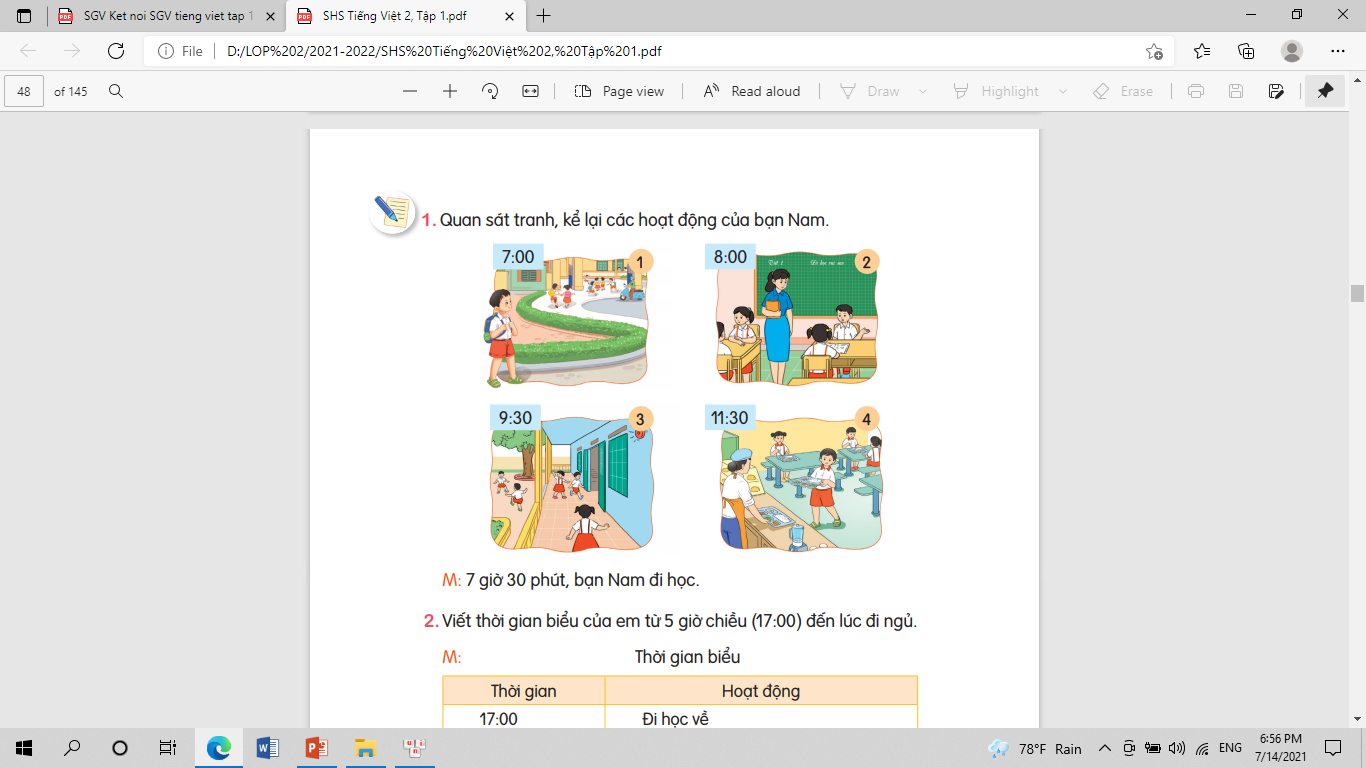 SGV Ket noi SGV tieng viet tap 1
SHS Tiếng Việt 2, Tập 1.pdf
File
D:/LOP%202/2021-2022/SHS%20Tiếng%20Việt%202,%20Tập%201.pdf
48 of 145
Page view
Read aloud
Draw
Highlight
Erase
1. Quan sát tranh, kể lại các hoạt động của bạn Nam.
7:00 1
8:00 2
9:30 3
11:30 4
M: 7 giờ 30 phút, bạn Nam đi học.
2. Viết thời gian biểu của em từ 5 giờ chiều (17:00) đến lúc đi ngủ.
M: Thời gian biểu
Thời gian Hoạt động
17:00 Đi học về
78°F Rain
ENG
6:56 PM
7/14/2021